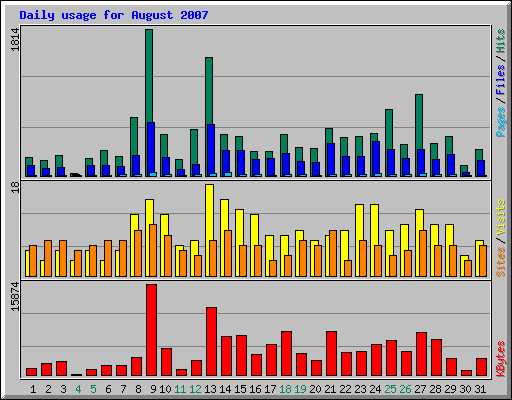 Daily usage for August 2007
1814
Pages / Files / Hits
18
Sites / Visits
15874
KBytes
1 2 3 4 5 6 7 8 9 10 11 12 13 14 15 16 17 18 19 20 21 22 23 24 25 26 27 28 29 30 31